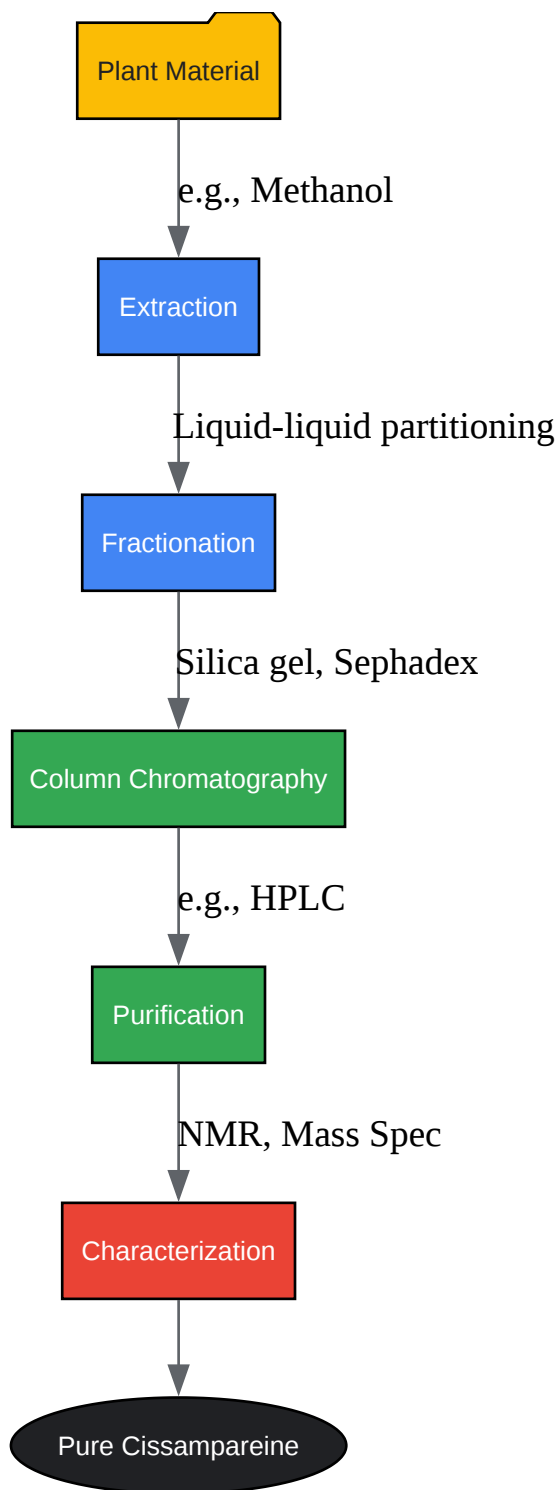 Plant Material
e.g., Methanol
Extraction
Liquid-liquid partitioning
Fractionation
Silica gel, Sephadex
Column Chromatography
e.g., HPLC
Purification
NMR, Mass Spec
Characterization
Pure Cissampareine